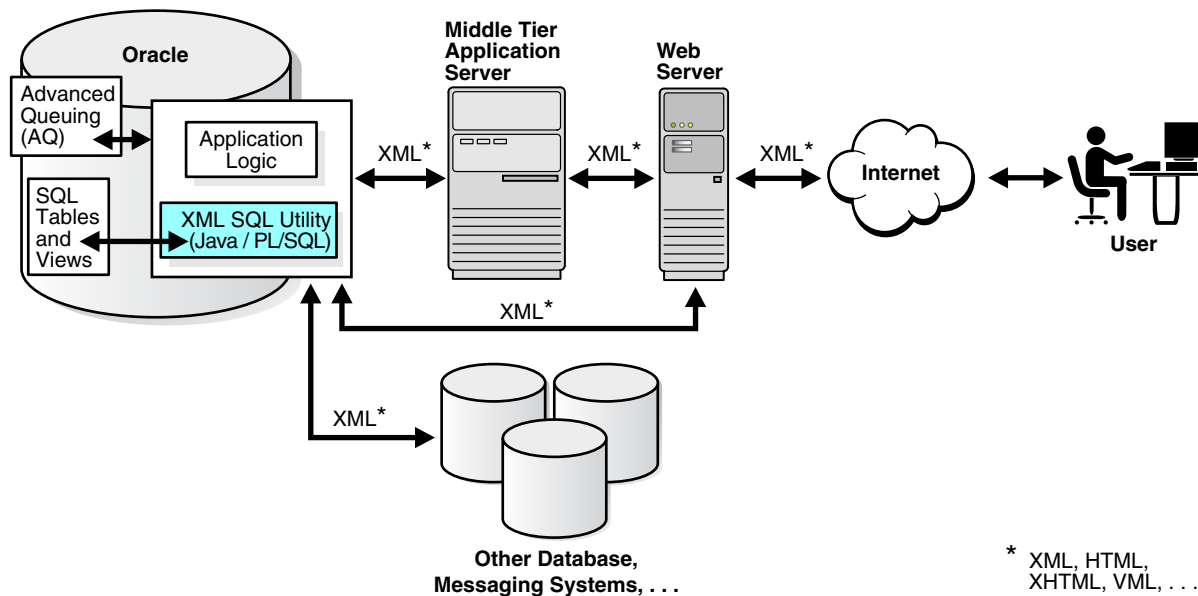 Oracle
Advanced
Queuing
(AQ)
Application
Logic
SQL
Tables
and
Views
XML SQL Utility
(Java / PL/SQL)
XML*
Middle Tier
Application
Server
XML*
Web
Server
XML*
Internet
User
XML*
XML*
Other Database,
Messaging Systems, . . .
* XML, HTML,
XHTML, VML, . . .